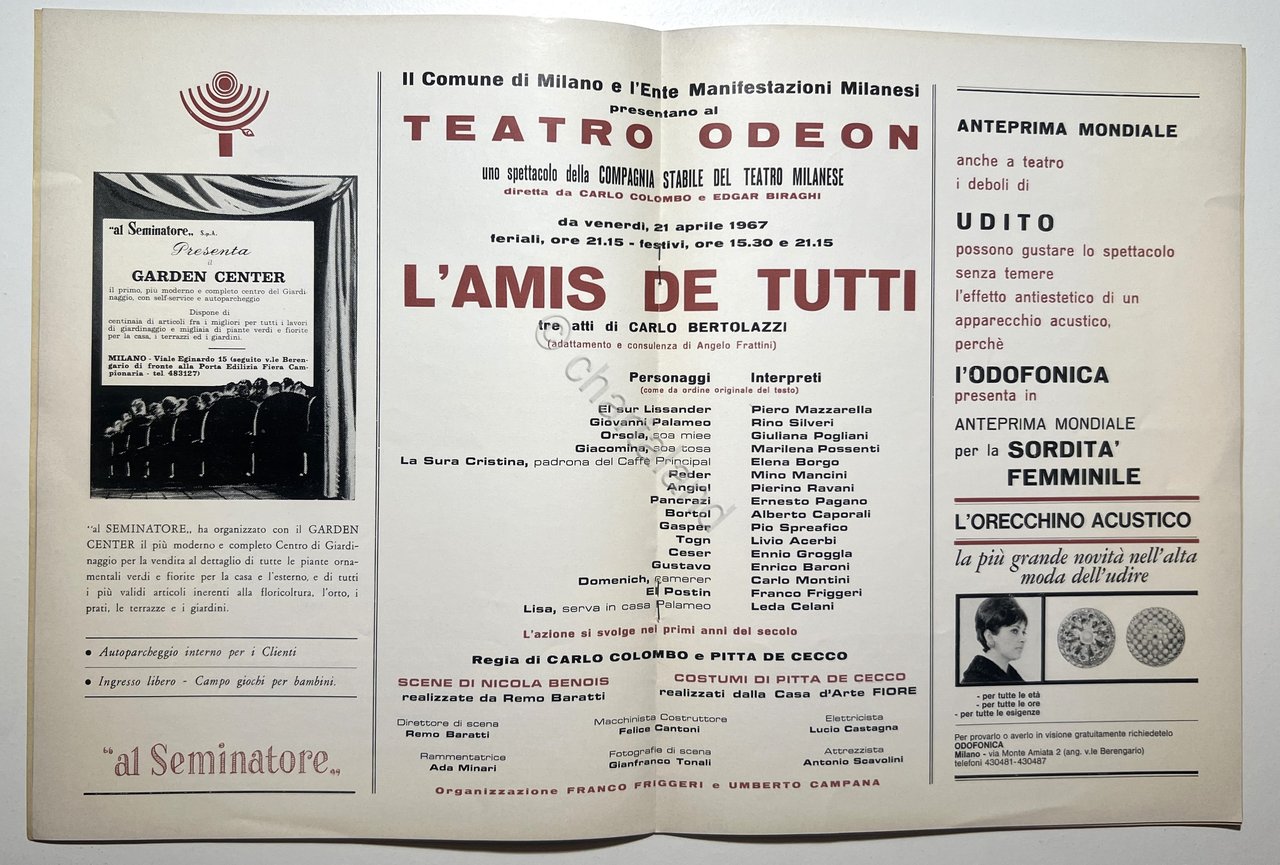 "al Seminatore„ S.p.A.
Presenta
il
GARDEN CENTER
il primo, più moderno e completo centro del Giardi-
naggio, con self-service e autoparcheggio
Dispone di
centinaia di articoli fra i migliori per tutti i lavori
di giardinaggio e migliaia di piante verdi e fiorite
per la casa, i terrazzi ed i giardini.
MILANO - Viale Eginardo 15 (seguito v.le Beren-
gario di fronte alla Porta Edilizia Fiera Cam-
pionaria - tel. 483127)
"al SEMINATORE„ ha organizzato con il GARDEN
CENTER il più moderno e completo Centro di Giardi-
naggio per la vendita al dettaglio di tutte le piante orna-
mentali verdi e fiorite per la casa e l'esterno, e di tutti
i più validi articoli inerenti alla floricoltura, l'orto, i
prati, le terrazze e i giardini.
• Autoparcheggio interno per i Clienti
• Ingresso libero - Campo giochi per bambini.
"al Seminatore„
Il Comune di Milano e l'Ente Manifestazioni Milanesi
presentano al
TEATRO ODEON
uno spettacolo della COMPAGNIA STABILE DEL TEATRO MILANESE
diretta da CARLO COLOMBO e EDGAR BIRAGHI
da venerdì, 21 aprile 1967
feriali, ore 21.15 - festivi, ore 15.30 e 21.15
L'AMIS DE TUTTI
tre atti di CARLO BERTOLAZZI
(adattamento e consulenza di Angelo Frattini)
Personaggi Interpreti
(come da ordine originale del testo)
El sur Lissander Piero Mazzarella
Giovanni Palameo Rino Silveri
Orsola, soa miee Giuliana Pogliani
Giacomina, soa tosa Marilena Possenti
La Sura Cristina, padrona del Caffè Principal Elena Borgo
Reder Mino Mancini
Angiol Pierino Ravani
Pancrazi Ernesto Pagano
Bortol Alberto Caporali
Gasper Pio Spreafico
Togn Livio Acerbi
Ceser Ennio Groggla
Gustavo Enrico Baroni
Domenich, camerer Carlo Montini
El Postin Franco Friggeri
Lisa, serva in casa Palameo Leda Celani
L'azione si svolge nei primi anni del secolo
Regia di CARLO COLOMBO e PITTA DE CECCO
SCENE DI NICOLA BENOIS COSTUMI DI PITTA DE CECCO
realizzate da Remo Baratti realizzati dalla Casa d'Arte FIORE
Direttore di scena Macchinista Costruttore Elettricista
Remo Baratti Felice Cantoni Lucio Castagna
Rammentatrice Fotografie di scena Attrezzista
Ada Minari Gianfranco Tonali Antonio Scavolini
Organizzazione FRANCO FRIGGERI e UMBERTO CAMPANA
© charmaland
ANTEPRIMA MONDIALE
anche a teatro
i deboli di
UDITO
possono gustare lo spettacolo
senza temere
l'effetto antiestetico di un
apparecchio acustico,
perchè
l'ODOFONICA
presenta in
ANTEPRIMA MONDIALE
per la SORDITA'
FEMMINILE
L'ORECCHINO ACUSTICO
la più grande novità nell'alta
moda dell'udire
- per tutte le età
- per tutte le ore
- per tutte le esigenze
Per provarlo o averlo in visione gratuitamente richiedetelo
ODOFONICA
Milano - via Monte Amiata 2 (ang. v.le Berengario)
telefoni 430481-430487